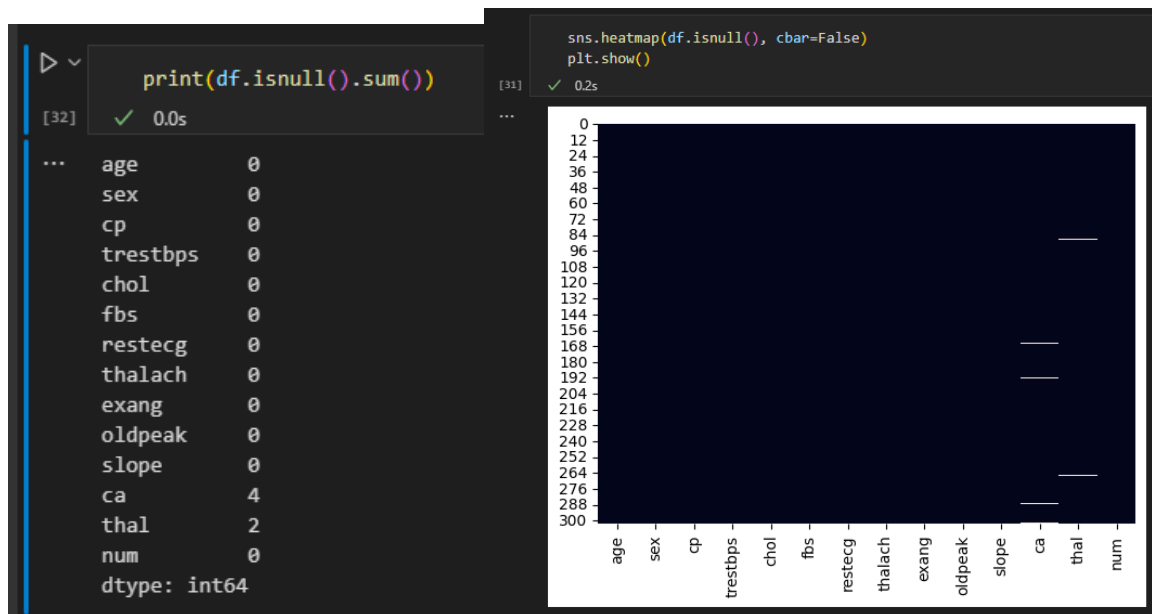 print(df.isnull().sum())
[32]
0.0s
...
age 0
sex 0
cp 0
trestbps 0
chol 0
fbs 0
restecg 0
thalach 0
exang 0
oldpeak 0
slope 0
ca 4
thal 2
num 0
dtype: int64
sns.heatmap(df.isnull(), cbar=False)
plt.show()
[31]
0.2s
...
0
12
24
36
48
60
72
84
96
108
120
132
144
156
168
180
192
204
216
228
240
252
264
276
288
300
age
sex
cp
trestbps
chol
fbs
restecg
thalach
exang
oldpeak
slope
ca
thal
num